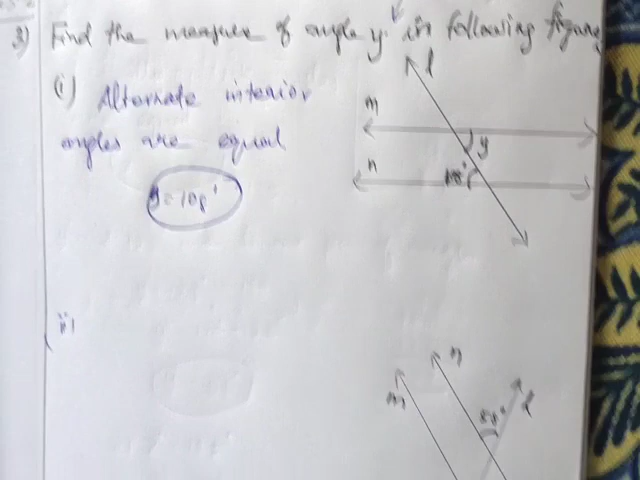 3) Find the measure of angle y in following figure
(i) Alternate interior
angles are equal
y = 108°
l
m
y
n
108°
ii)
n
m
l